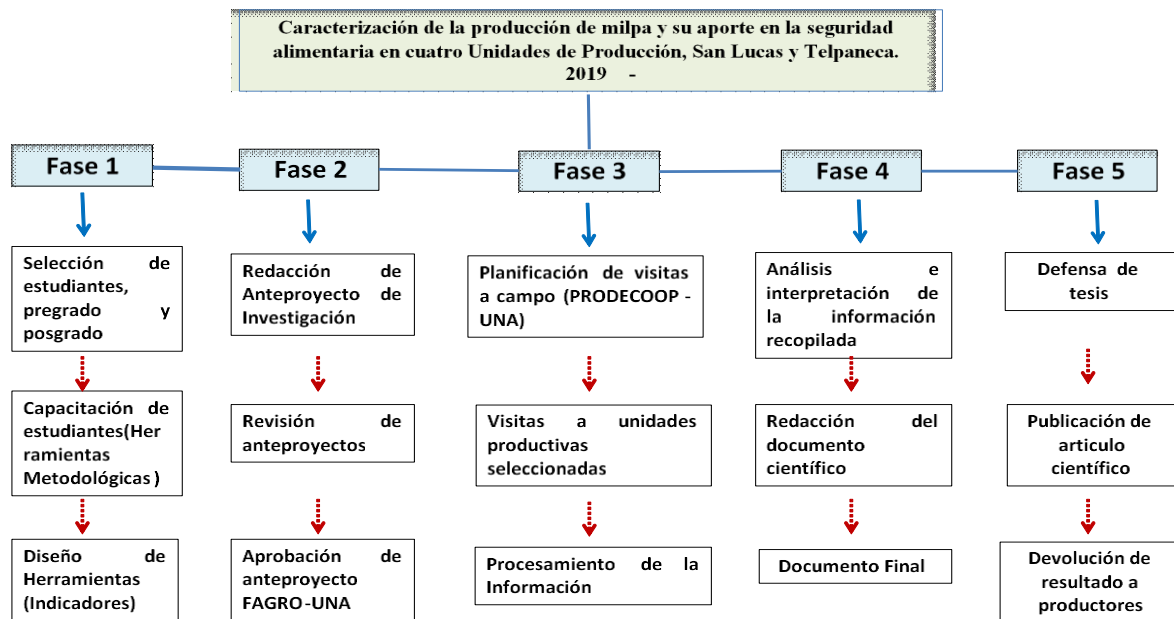 Caracterización de la producción de milpa y su aporte en la seguridad
alimentaria en cuatro Unidades de Producción, San Lucas y Telpaneca.
2019 -
Fase 1
Selección de
estudiantes,
pregrado y
posgrado
Capacitación de
estudiantes(Her
ramientas
Metodológicas)
Diseño de
Herramientas
(Indicadores)
Fase 2
Redacción de
Anteproyecto de
Investigación
Revisión de
anteproyectos
Aprobación de
anteproyecto
FAGRO-UNA
Fase 3
Planificación de visitas
a campo (PRODECOOP -
UNA)
Visitas a unidades
productivas
seleccionadas
Procesamiento de la
Información
Fase 4
Análisis e
interpretación de
la información
recopilada
Redacción del
documento
científico
Documento Final
Fase 5
Defensa de
tesis
Publicación de
articulo
científico
Devolución de
resultado a
productores